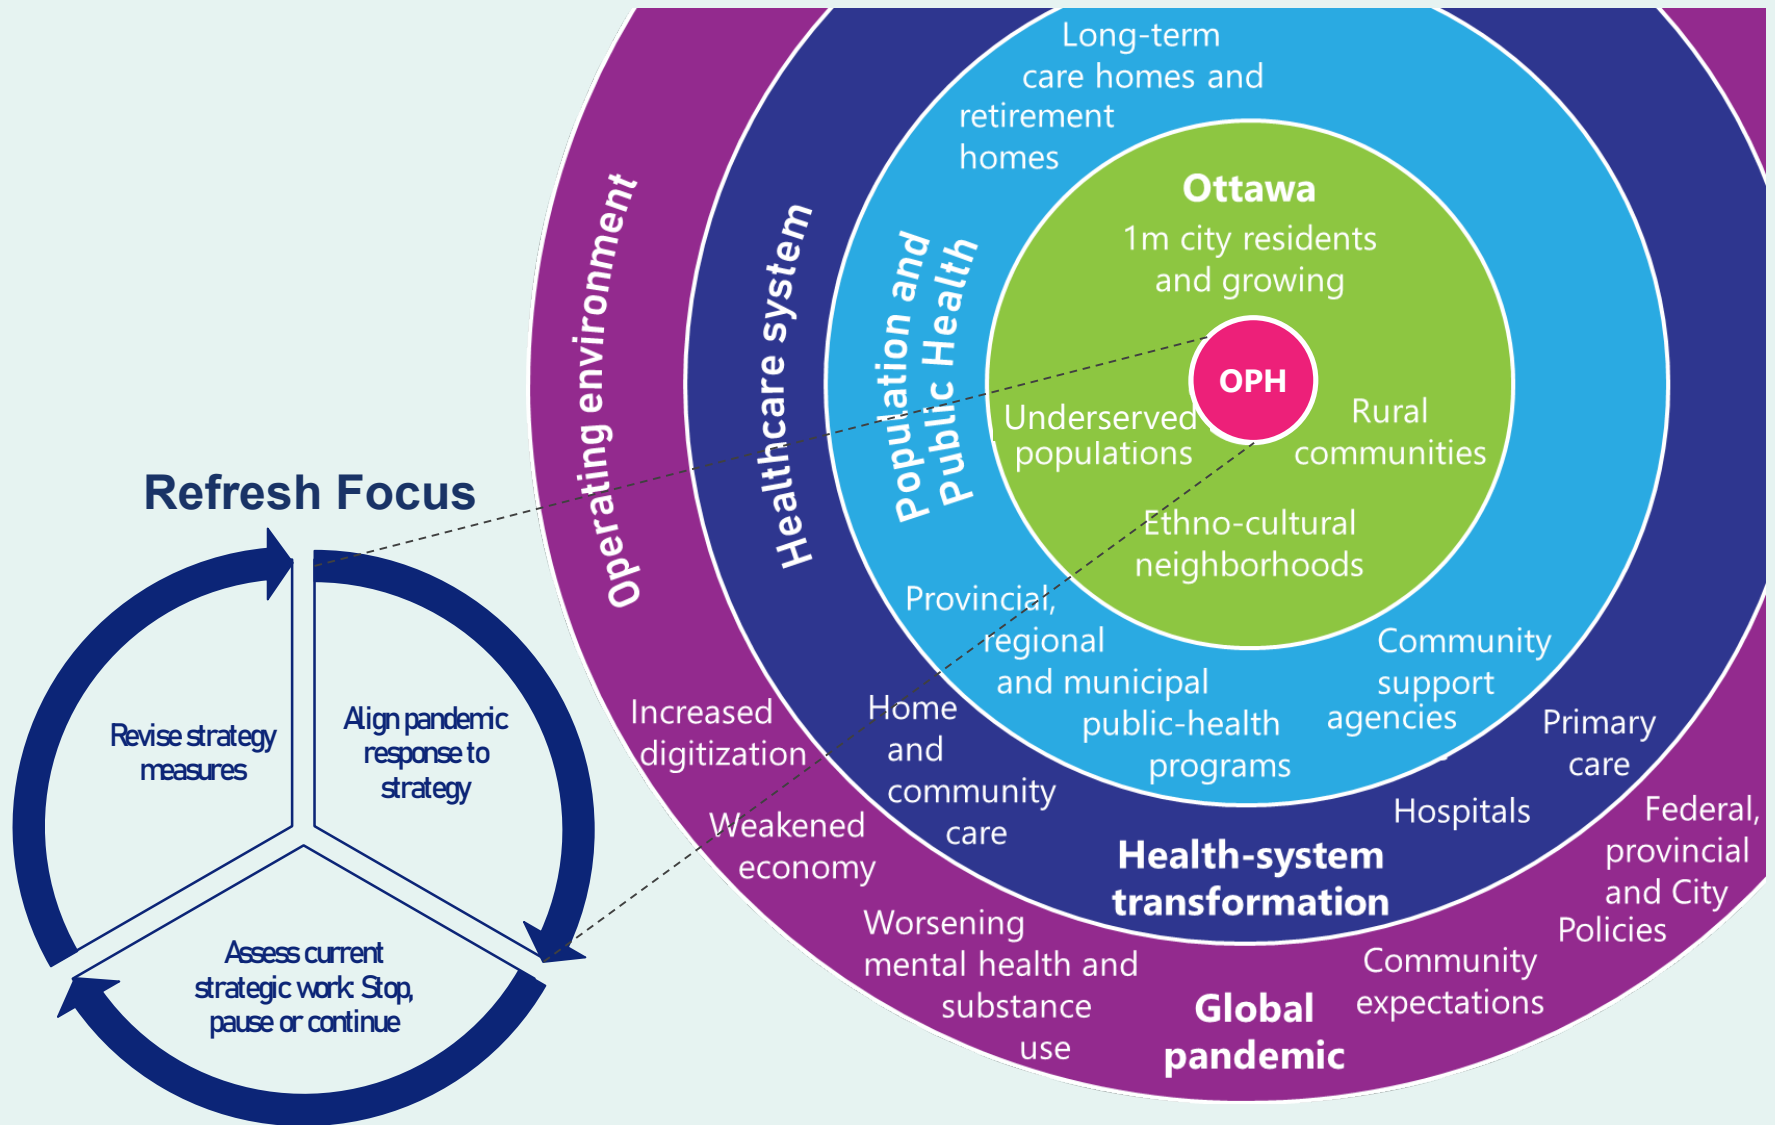 Refresh Focus
Revise strategy
measures
Align pandemic
response to
strategy
Assess current
strategic work: Stop,
pause or continue
Operating environment
Healthcare system
Population and
Public Health
Long-term
care homes and
retirement
homes
Ottawa
1m city residents
and growing
OPH
Underserved
populations
Rural
communities
Ethno-cultural
neighborhoods
Provincial,
regional
and municipal
public-health
programs
Community
support
agencies
Home
and
community
care
Health-system
transformation
Hospitals
Primary
care
Increased
digitization
Weakened
economy
Worsening
mental health and
substance
use
Global
pandemic
Community
expectations
Federal,
provincial
and City
Policies